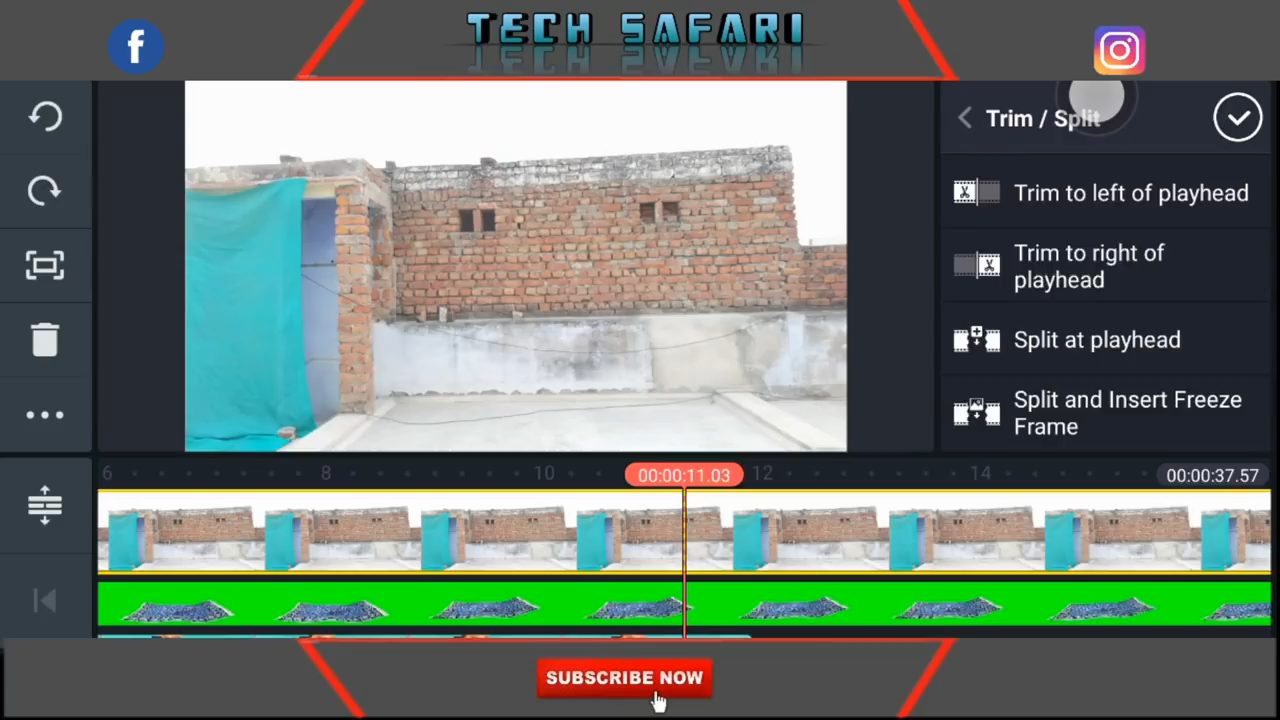 TECH SAFARI
Trim / Split
Trim to left of playhead
Trim to right of
playhead
Split at playhead
Split and Insert Freeze
Frame
6 8 10 00:00:11.03 12 14 00:00:37.57
SUBSCRIBE NOW